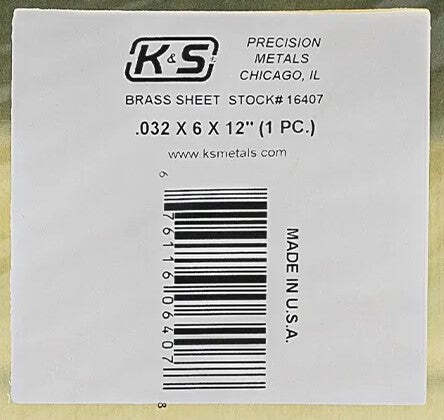 K&S
PRECISION
METALS
CHICAGO, IL
BRASS SHEET STOCK# 16407
.032 X 6 X 12" (1 PC.)
www.ksmetals.com
6 76116 06407 8
MADE IN U.S.A.